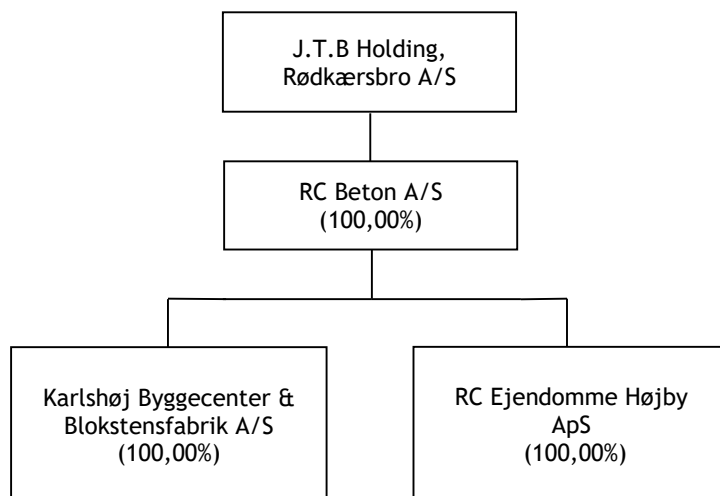 J.T.B Holding,
Rødkærsbro A/S
RC Beton A/S
(100,00%)
Karlshøj Byggecenter &
Blokstensfabrik A/S
(100,00%)
RC Ejendomme Højby
ApS
(100,00%)